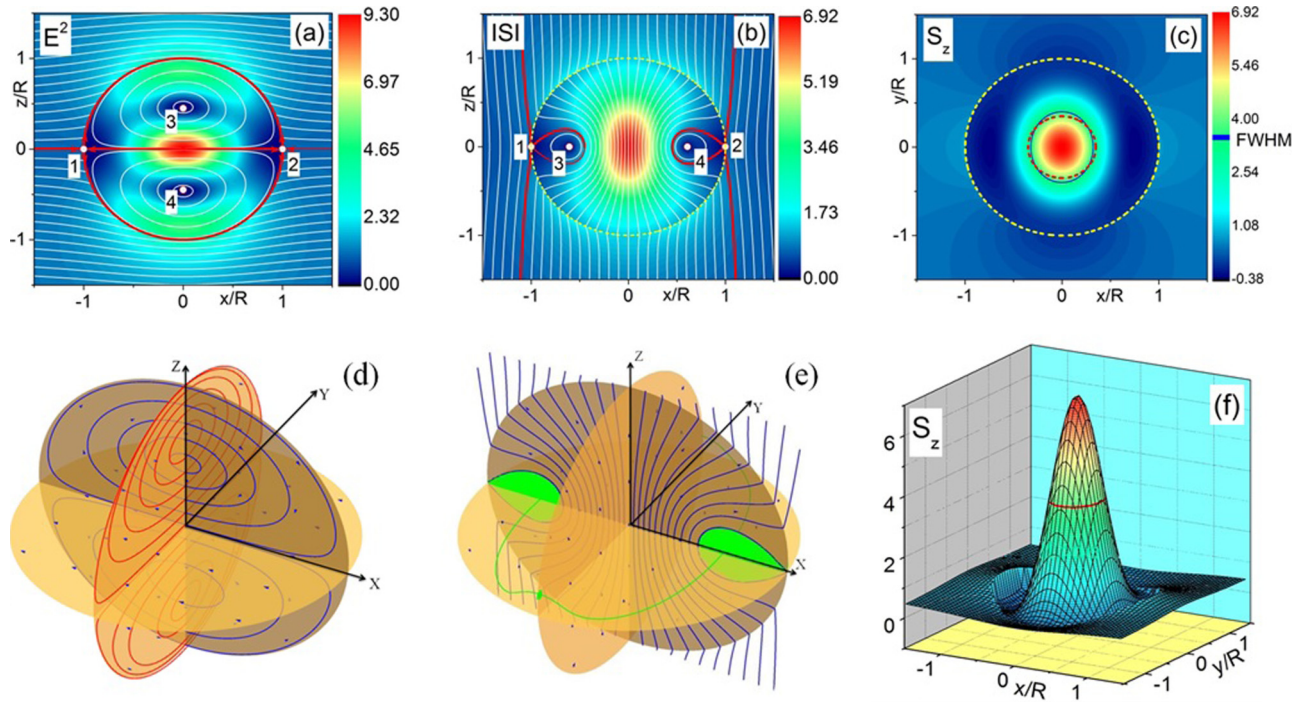 E² (a)
9.30
6.97
4.65
2.32
0.00
z/R
1
0
-1
-1 0 1
x/R
1 2 3 4
ISI (b)
6.92
5.19
3.46
1.73
0.00
z/R
1
0
-1
-1 0 1
x/R
1 2 3 4
Sz (c)
6.92
5.46
4.00
FWHM
2.54
1.08
-0.38
y/R
1
0
-1
-1 0 1
x/R
(d)
Z
Y
X
(e)
Z
Y
X
(f)
Sz
6
4
2
0
-1 0 1
x/R
-1 0 1
y/R